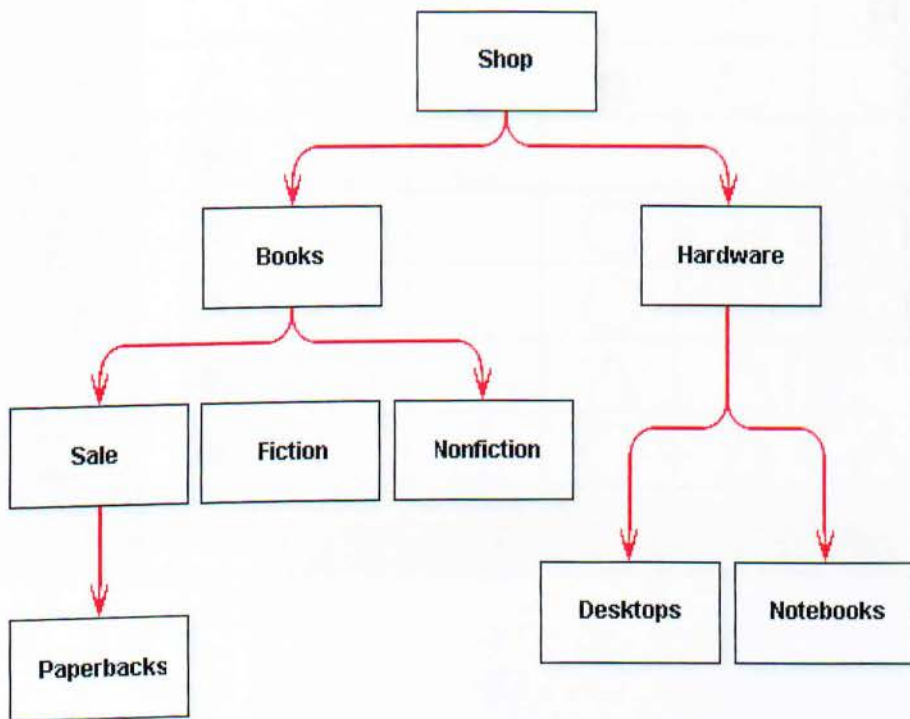 Shop
Books
Hardware
Sale
Fiction
Nonfiction
Desktops
Notebooks
Paperbacks